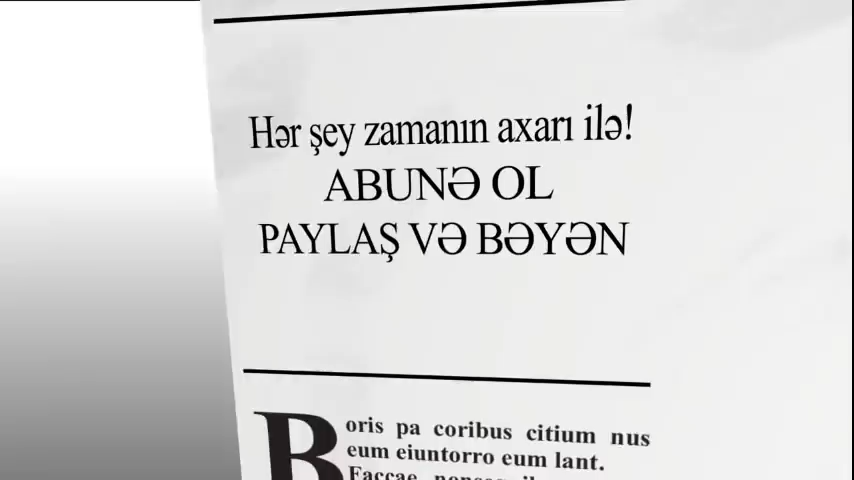 Hər şey zamanın axarı ilə!
ABUNƏ OL
PAYLAŞ VƏ BƏYƏN
Boris pa coribus citium nus
eum eiuntorro eum lant.
Faccae